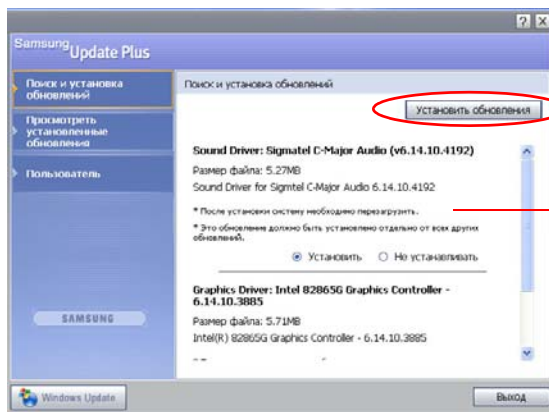 Samsung Update Plus
Поиск и установка
обновлений
Просмотреть
установленные
обновления
Пользователь
SAMSUNG
Поиск и установка обновлений
Установить обновления
Sound Driver: Sigmatel C-Major Audio (v6.14.10.4192)
Размер файла: 5.27MB
Sound Driver for Sigmtel C-Major Audio 6.14.10.4192
* После установки систему необходимо перезагрузить.
* Это обновление должно быть установлено отдельно от всех других
обновлений.
Установить Не устанавливать
Graphics Driver: Intel 82865G Graphics Controller -
6.14.10.3885
Размер файла: 5.71MB
Intel(R) 82865G Graphics Controller - 6.14.10.3885
Windows Update
Выход